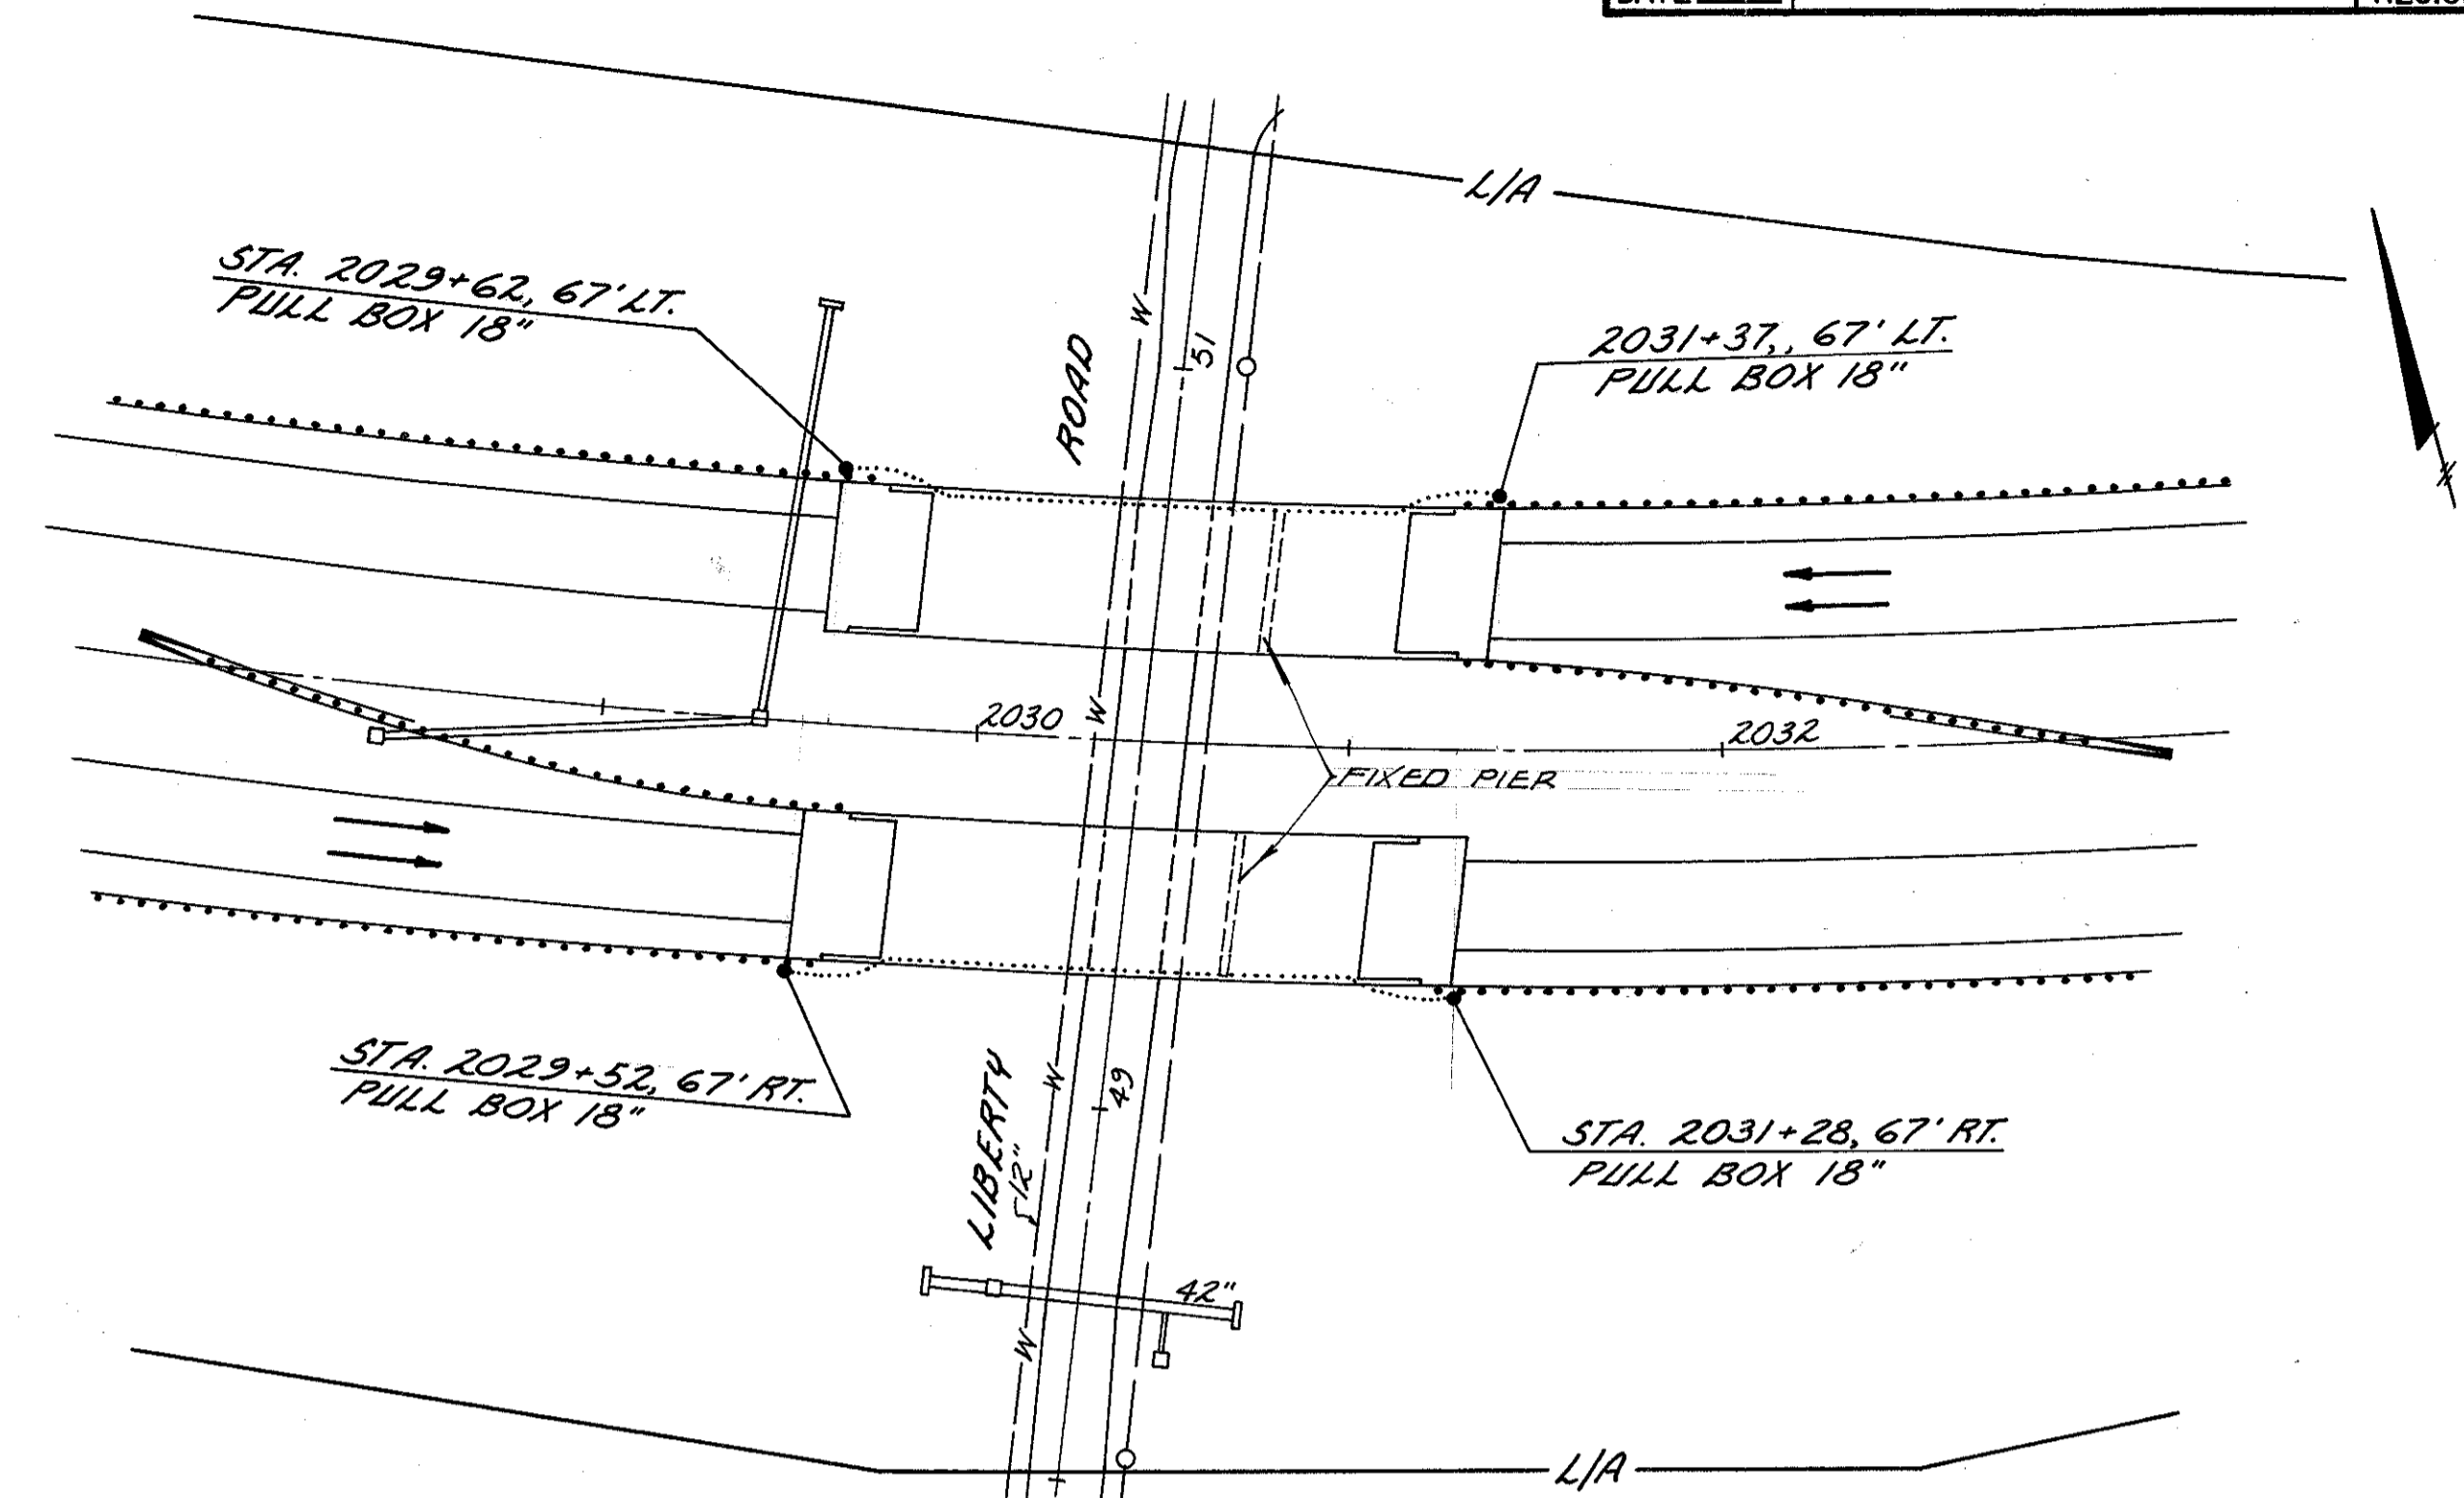 L/A
STA. 2029+62, 67' LT.
PULL BOX 18"
2031+37,, 67' LT.
PULL BOX 18"
ROAD
W
51
2030
W
2032
FIXED PIER
STA. 2029+52, 67' RT.
PULL BOX 18"
W
49
STA. 2031+28, 67' RT.
PULL BOX 18"
LIBERTY
12"
42"
W
L/A